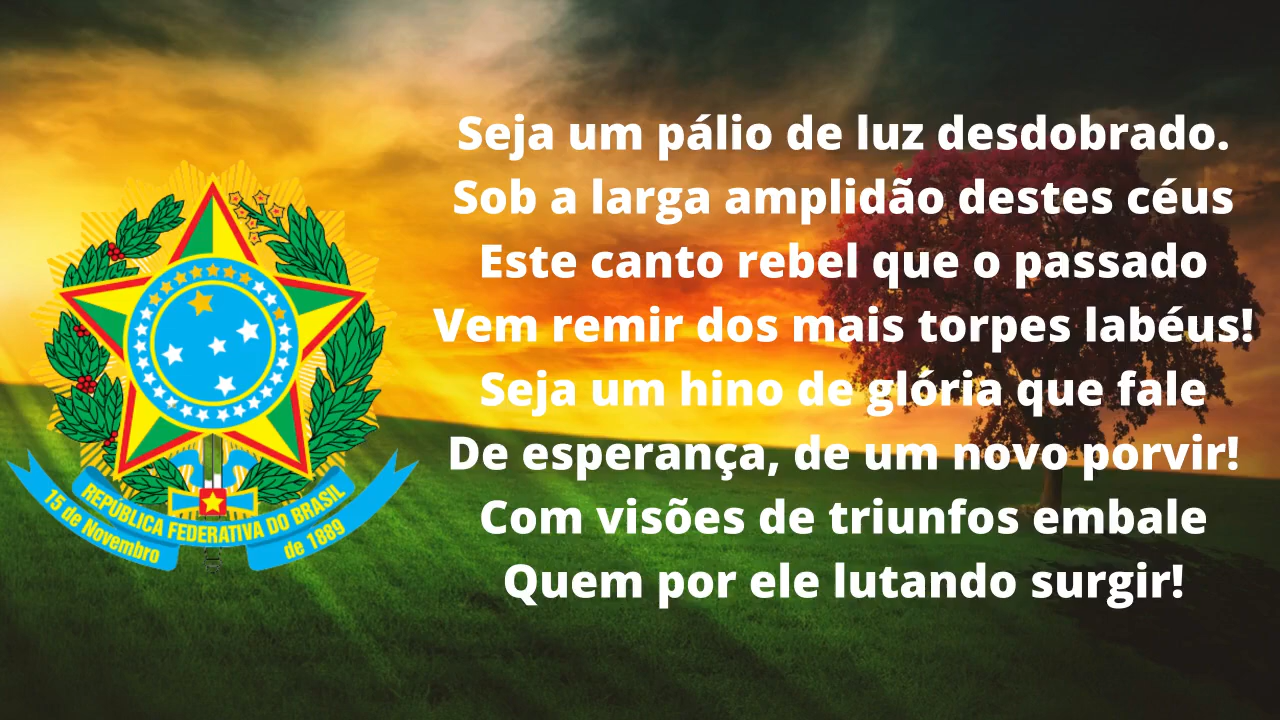 Seja um pálio de luz desdobrado.
Sob a larga amplidão destes céus
Este canto rebel que o passado
Vem remir dos mais torpes labéus!
Seja um hino de glória que fale
De esperança, de um novo porvir!
Com visões de triunfos embale
Quem por ele lutando surgir!
REPÚBLICA FEDERATIVA DO BRASIL
15 de Novembro
de 1889